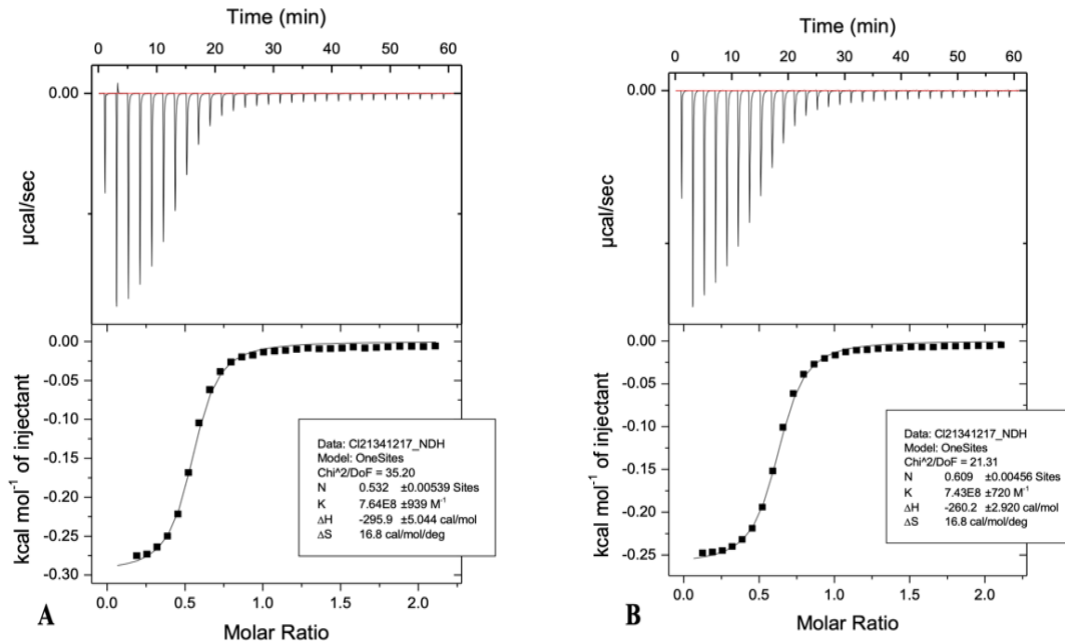 Time (min)
0 10 20 30 40 50 60
0.00
µcal/sec
0.00
-0.05
-0.10
-0.15
-0.20
-0.25
-0.30
kcal mol⁻¹ of injectant
Data: Cl21341217_NDH
Model: OneSites
Chi^2/DoF = 35.20
N 0.532 ±0.00539 Sites
K 7.64E8 ±939 M⁻¹
ΔH -295.9 ±5.044 cal/mol
ΔS 16.8 cal/mol/deg
0.0 0.5 1.0 1.5 2.0
Molar Ratio
A
Time (min)
0 10 20 30 40 50 60
0.00
µcal/sec
0.00
-0.05
-0.10
-0.15
-0.20
-0.25
kcal mol⁻¹ of injectant
Data: Cl21341217_NDH
Model: OneSites
Chi^2/DoF = 21.31
N 0.609 ±0.00456 Sites
K 7.43E8 ±720 M⁻¹
ΔH -260.2 ±2.920 cal/mol
ΔS 16.8 cal/mol/deg
0.0 0.5 1.0 1.5 2.0
Molar Ratio
B